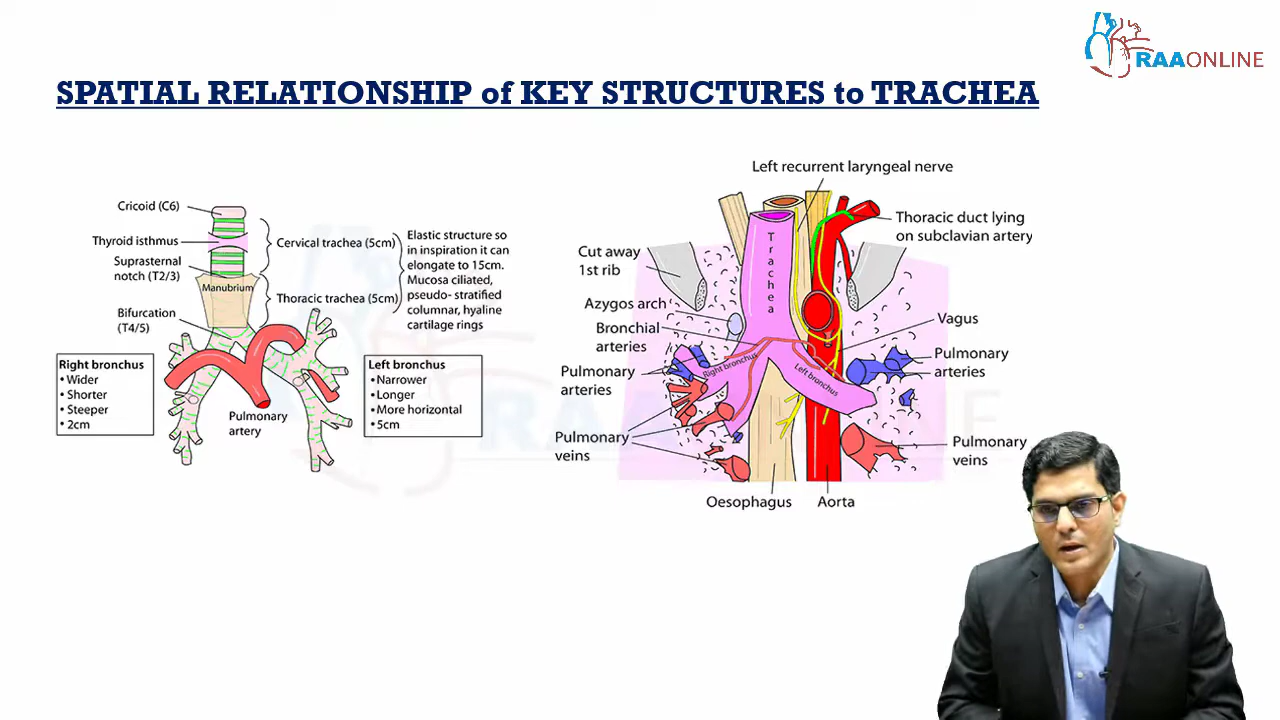 RAAONLINE
SPATIAL RELATIONSHIP of KEY STRUCTURES to TRACHEA
Cricoid (C6)
Thyroid isthmus
Suprasternal
notch (T2/3)
Manubrium
Bifurcation
(T4/5)
Cervical trachea (5cm)
Thoracic trachea (5cm)
Elastic structure so
in inspiration it can
elongate to 15cm.
Mucosa ciliated,
pseudo- stratified
columnar, hyaline
cartilage rings
Right bronchus
• Wider
• Shorter
• Steeper
• 2cm
Pulmonary
artery
Left bronchus
• Narrower
• Longer
• More horizontal
• 5cm
Left recurrent laryngeal nerve
Thoracic duct lying
on subclavian artery
Cut away
1st rib
Trachea
Azygos arch
Bronchial
arteries
Vagus
Pulmonary
arteries
Right bronchus
Left bronchus
Pulmonary
arteries
Pulmonary
veins
Pulmonary
veins
Oesophagus
Aorta